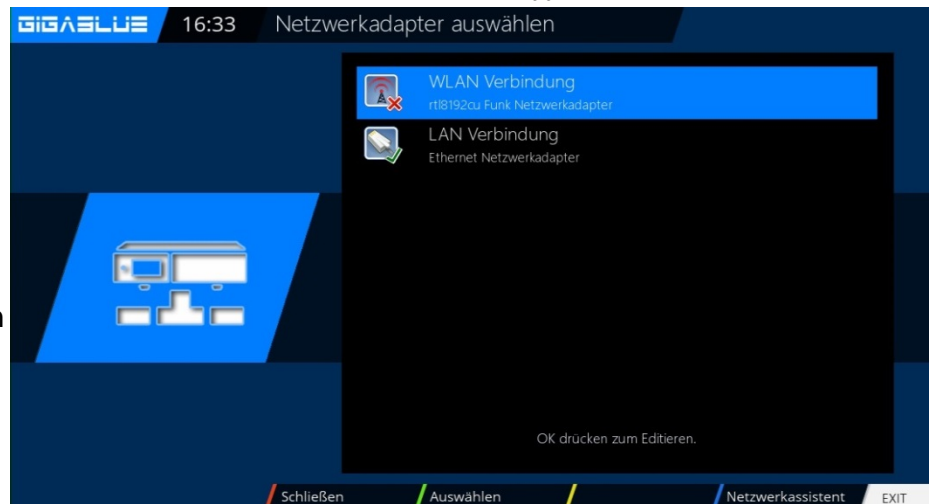 GIGABLUE
16:33
Netzwerkadapter auswählen
WLAN Verbindung
rtl8192cu Funk Netzwerkadapter
LAN Verbindung
Ethernet Netzwerkadapter
n
OK drücken zum Editieren.
Schließen
Auswählen
Netzwerkassistent
EXIT